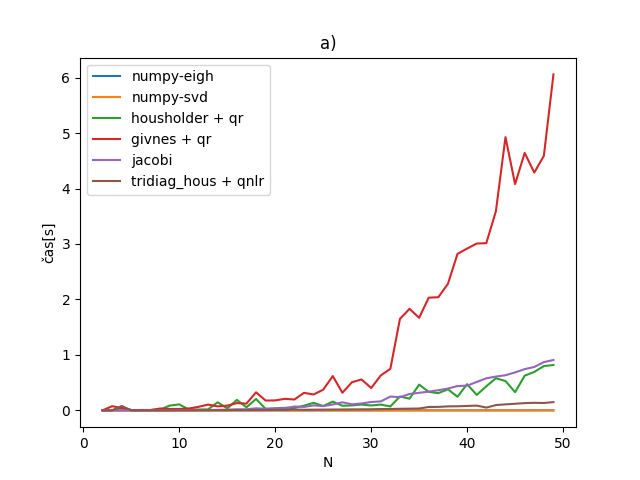 a)
numpy-eigh
numpy-svd
housholder + qr
givnes + qr
jacobi
tridiag_hous + qnlr
čas[s]
6
5
4
3
2
1
0
0 10 20 30 40 50
N